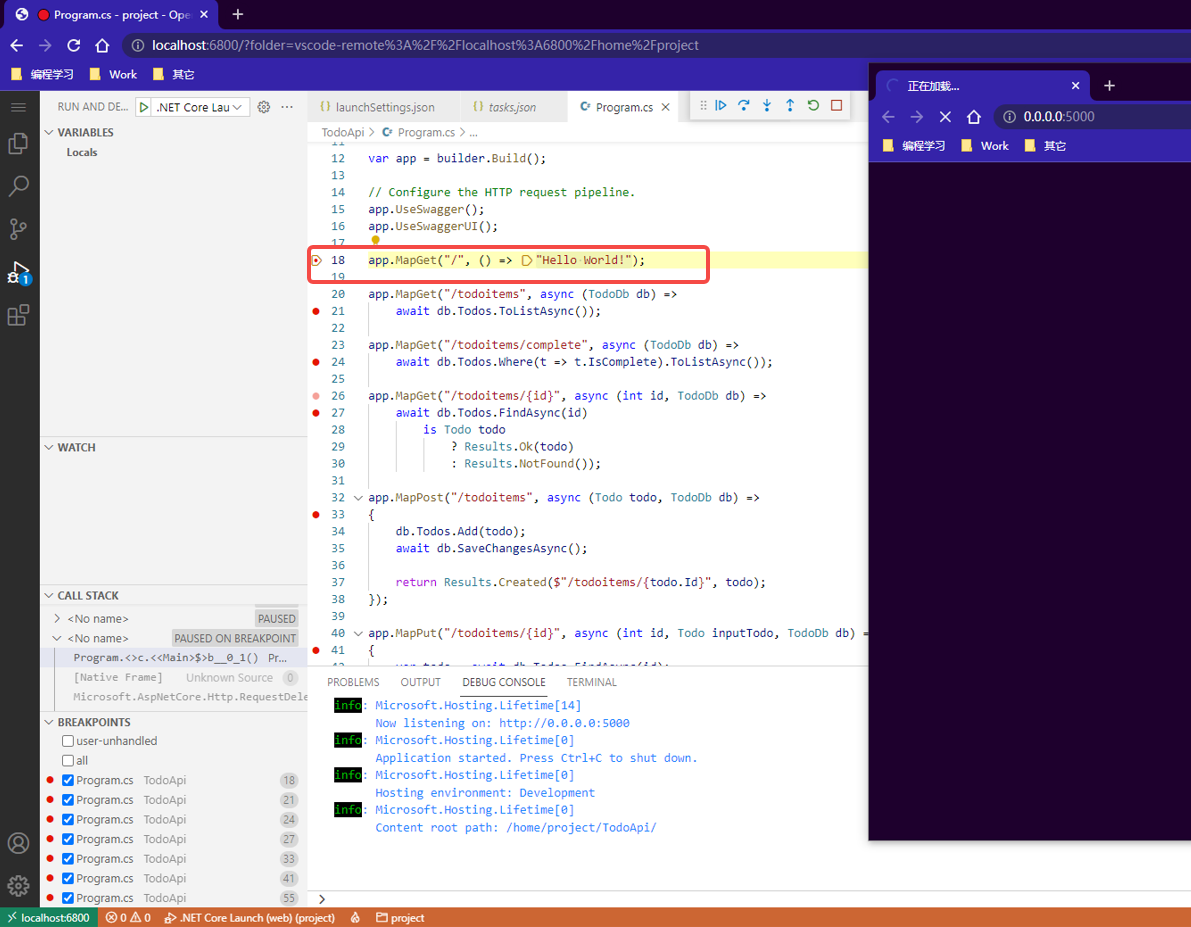 Program.cs - project - Ope
localhost:6800/?folder=vscode-remote%3A%2F%2Flocalhost%3A6800%2Fhome%2Fproject
编程学习 Work 其它
RUN AND DE... .NET Core Lau
VARIABLES
Locals
WATCH
CALL STACK
<No name> PAUSED
<No name> PAUSED ON BREAKPOINT
Program.<>c.<<Main>$>b__0_1() Pr...
[Native Frame] Unknown Source 0
Microsoft.AspNetCore.Http.RequestDele
BREAKPOINTS
user-unhandled
all
Program.cs TodoApi 18
Program.cs TodoApi 21
Program.cs TodoApi 24
Program.cs TodoApi 27
Program.cs TodoApi 33
Program.cs TodoApi 41
Program.cs TodoApi 55
1
launchSettings.json tasks.json Program.cs
TodoApi > Program.cs > ...
11
12 var app = builder.Build();
13
14 // Configure the HTTP request pipeline.
15 app.UseSwagger();
16 app.UseSwaggerUI();
17
18 app.MapGet("/", () => "Hello World!");
19
20 app.MapGet("/todoitems", async (TodoDb db) =>
21 await db.Todos.ToListAsync());
22
23 app.MapGet("/todoitems/complete", async (TodoDb db) =>
24 await db.Todos.Where(t => t.IsComplete).ToListAsync());
25
26 app.MapGet("/todoitems/{id}", async (int id, TodoDb db) =>
27 await db.Todos.FindAsync(id)
28 is Todo todo
29 ? Results.Ok(todo)
30 : Results.NotFound());
31
32 app.MapPost("/todoitems", async (Todo todo, TodoDb db) =>
33 {
34 db.Todos.Add(todo);
35 await db.SaveChangesAsync();
36
37 return Results.Created($"/todoitems/{todo.Id}", todo);
38 });
39
40 app.MapPut("/todoitems/{id}", async (int id, Todo inputTodo, TodoDb db) =
41 {
42 var todo = await db.Todos.FindAsync(id);
PROBLEMS OUTPUT DEBUG CONSOLE TERMINAL
info: Microsoft.Hosting.Lifetime[14]
Now listening on: http://0.0.0.0:5000
info: Microsoft.Hosting.Lifetime[0]
Application started. Press Ctrl+C to shut down.
info: Microsoft.Hosting.Lifetime[0]
Hosting environment: Development
info: Microsoft.Hosting.Lifetime[0]
Content root path: /home/project/TodoApi/
正在加载...
0.0.0.0:5000
编程学习 Work 其它
localhost:6800 0 0 .NET Core Launch (web) (project) project